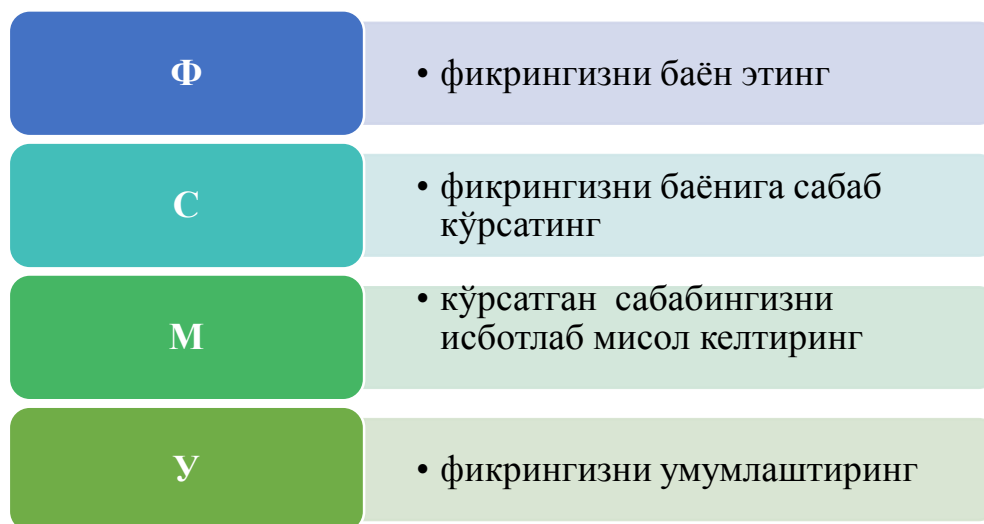 Ф
• фикрингизни баён этинг
С
• фикрингизни баёнига сабаб
кўрсатинг
М
• кўрсатган сабабингизни
исботлаб мисол келтиринг
У
• фикрингизни умумлаштиринг